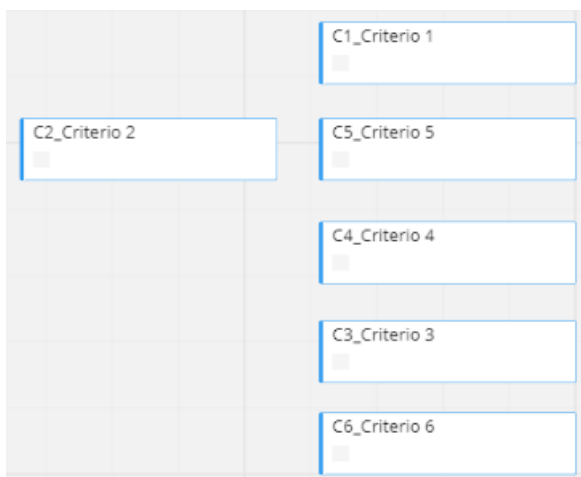 C1_Criterio 1
C2_Criterio 2
C5_Criterio 5
C4_Criterio 4
C3_Criterio 3
C6_Criterio 6